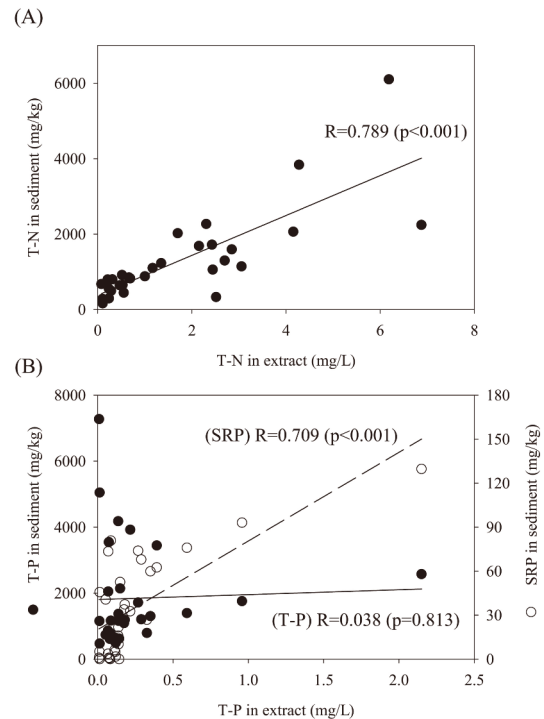 (A)
6000
4000
2000
0
T-N in sediment (mg/kg)
R=0.789 (p<0.001)
0 2 4 6 8
T-N in extract (mg/L)
(B)
8000
6000
4000
2000
0
T-P in sediment (mg/kg)
(SRP) R=0.709 (p<0.001)
(T-P) R=0.038 (p=0.813)
180
150
120
90
60
30
0
SRP in sediment (mg/kg)
0.0 0.5 1.0 1.5 2.0 2.5
T-P in extract (mg/L)